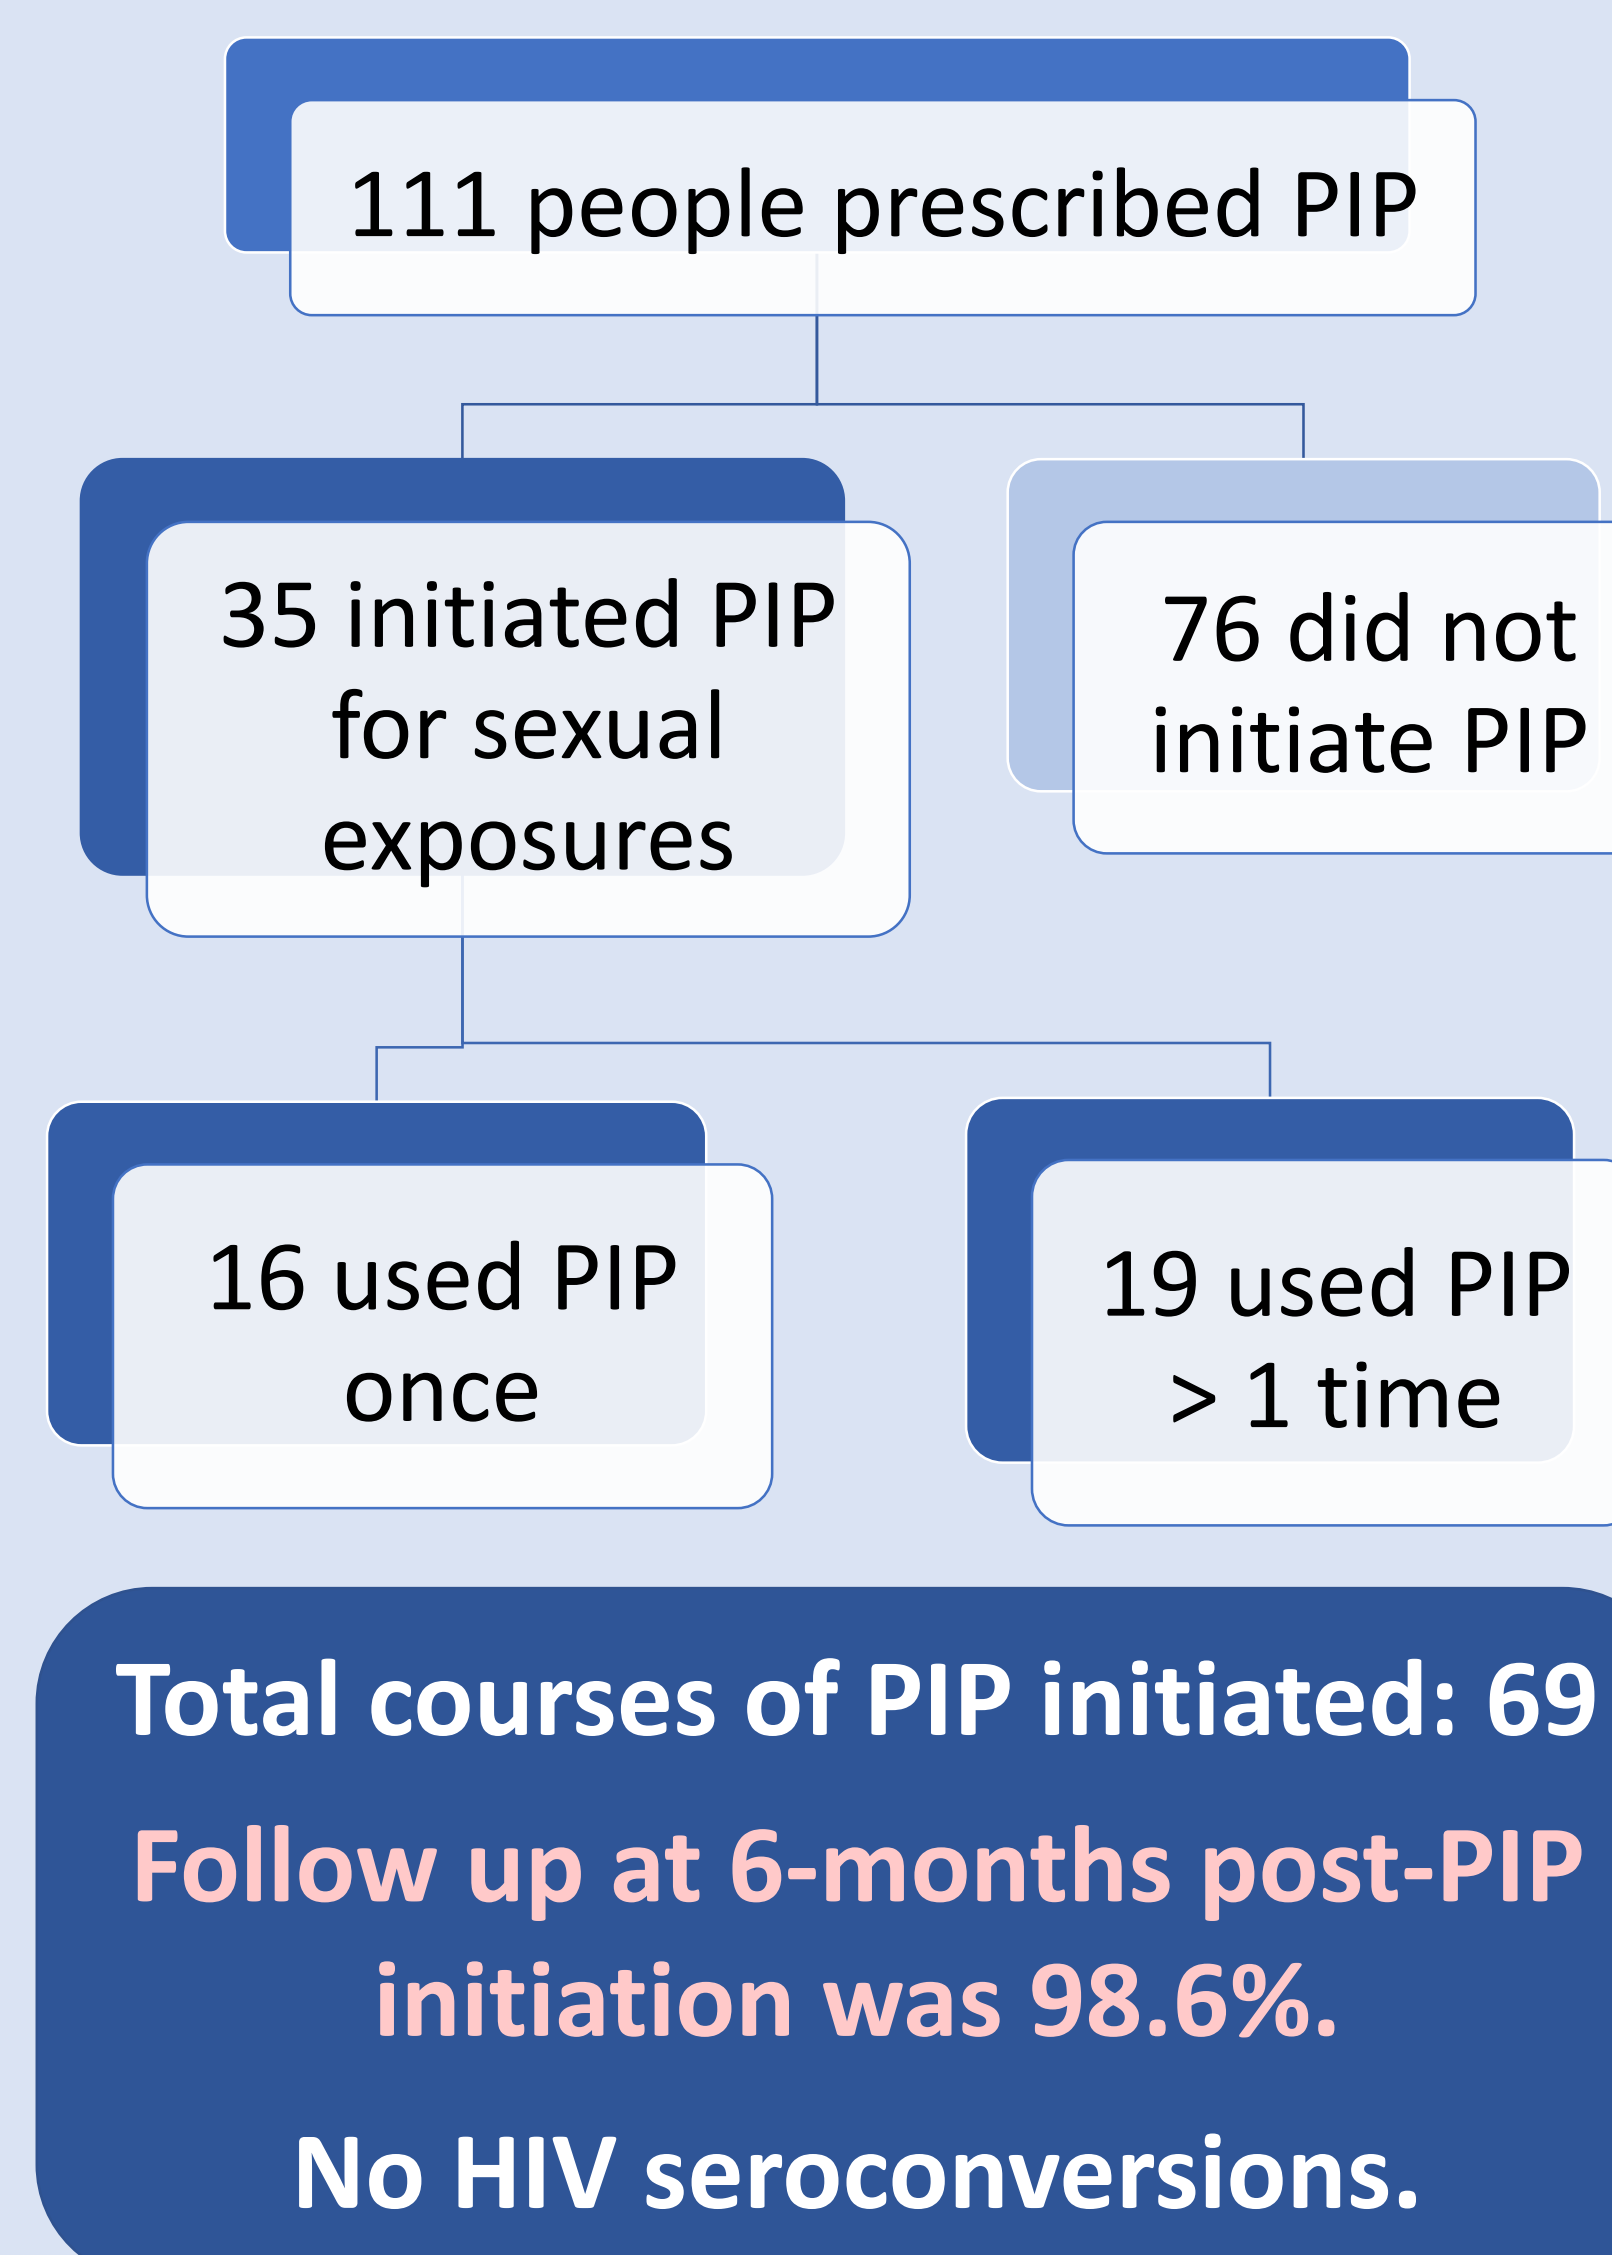 111 people prescribed PIP
35 initiated PIP
for sexual
exposures
76 did not
initiate PIP
16 used PIP
once
19 used PIP
> 1 time
Total courses of PIP initiated: 69
Follow up at 6-months post-PIP
initiation was 98.6%.
No HIV seroconversions.